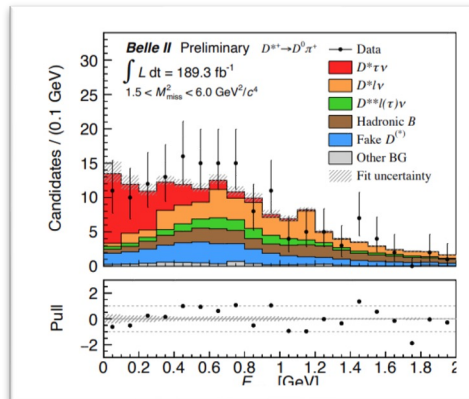 Belle II Preliminary D*⁺→D⁰π⁺
∫ L dt = 189.3 fb⁻¹
1.5 < M²miss < 6.0 GeV²/c⁴
Data
D*τν
D*lν
D**l(τ)ν
Hadronic B
Fake D(*)
Other BG
Fit uncertainty
Candidates / (0.1 GeV)
30
25
20
15
10
5
0
Pull
2
0
−2
0 0.2 0.4 0.6 0.8 1 1.2 1.4 1.6 1.8 2
E [GeV]